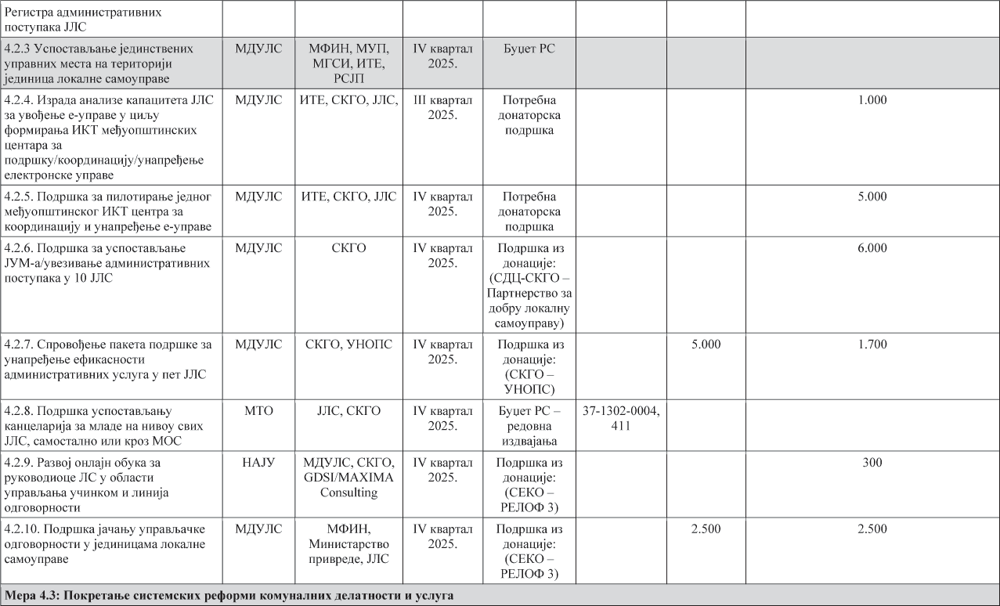 Регистра административних
поступака ЈЛС
4.2.3 Успостављање јединствених
управних места на територији
јединица локалне самоуправе
МДУЛС
МФИН, МУП,
МГСИ, ИТЕ,
РСЈП
IV квартал
2025.
Буџет РС
4.2.4. Израда анализе капацитета ЈЛС
за увођење е-управе у циљу
формирања ИКТ међуопштинских
центара за
подршку/координацију/унапређење
електронске управе
МДУЛС
ИТЕ, СКГО, ЈЛС,
III квартал
2025.
Потребна
донаторска
подршка
1.000
4.2.5. Подршка за пилотирање једног
међуопштинског ИКТ центра за
координацију и унапређење е-управе
МДУЛС
ИТЕ, СКГО, ЈЛС
IV квартал
2025.
Потребна
донаторска
подршка
5.000
4.2.6. Подршка за успостављање
ЈУМ-а/увезивање административних
поступака у 10 ЈЛС
МДУЛС
СКГО
IV квартал
2025.
Подршка из
донације:
(СДЦ-СКГО –
Партнерство за
добру локалну
самоуправу)
6.000
4.2.7. Спровођење пакета подршке за
унапређење ефикасности
административних услуга у пет ЈЛС
МДУЛС
СКГО, УНОПС
IV квартал
2025.
Подршка из
донације:
(СКГО –
УНОПС)
5.000
1.700
4.2.8. Подршка успостављању
канцеларија за младе на нивоу свих
ЈЛС, самостално или кроз МОС
МТО
ЈЛС, СКГО
IV квартал
2025.
Буџет РС –
редовна
издвајања
37-1302-0004,
411
4.2.9. Развој онлајн обука за
руководиоце ЛС у области
управљања учинком и линија
одговорности
НАЈУ
МДУЛС, СКГО,
GDSI/MAXIMA
Consulting
IV квартал
2025.
Подршка из
донације:
(СЕКО –
РЕЛОФ 3)
300
4.2.10. Подршка јачању управљачке
одговорности у јединицама локалне
самоуправе
МДУЛС
МФИН,
Министарство
привреде, ЈЛС
IV квартал
2025.
Подршка из
донације:
(СЕКО –
РЕЛОФ 3)
2.500
2.500
Мера 4.3: Покретање системских реформи комуналних делатности и услуга